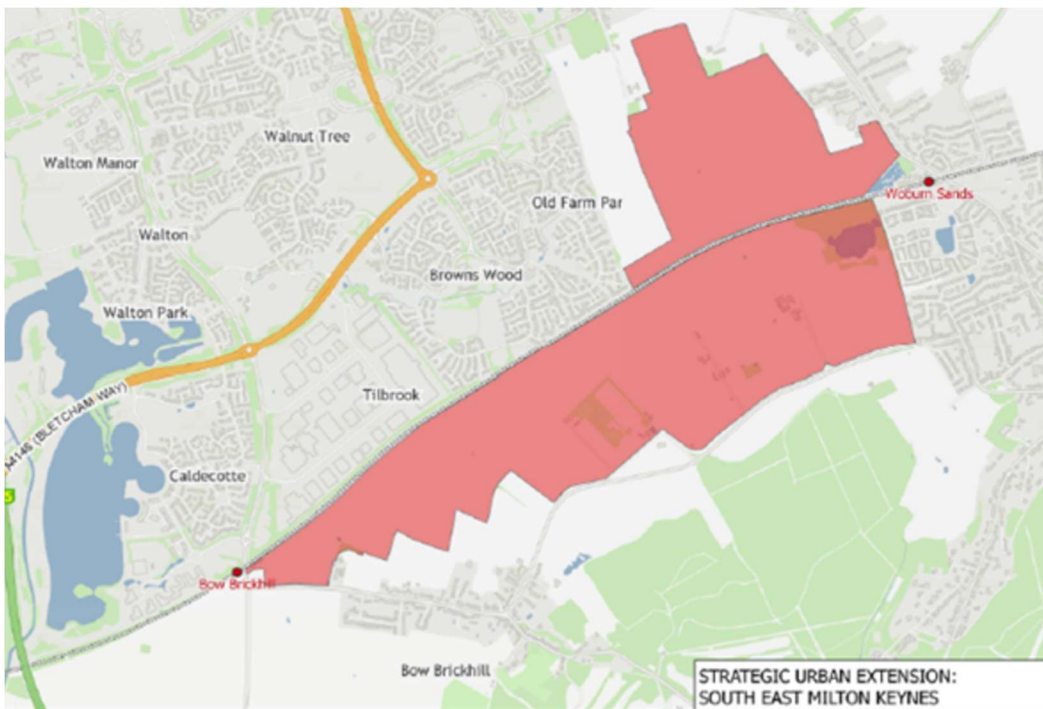 Walnut Tree
Walton Manor
Woburn Sands
Old Farm Par
Walton
Browns Wood
Walton Park
Tilbrook
A4146 (BLETCHAM WAY)
Caldecotte
Bow Brickhill
Bow Brickhill
STRATEGIC URBAN EXTENSION:
SOUTH EAST MILTON KEYNES